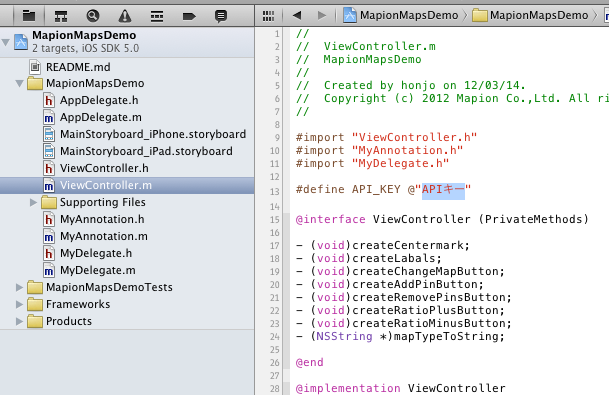 MapionMapsDemo
2 targets, iOS SDK 5.0
README.md
MapionMapsDemo
AppDelegate.h
AppDelegate.m
MainStoryboard_iPhone.storyboard
MainStoryboard_iPad.storyboard
ViewController.h
ViewController.m
Supporting Files
MyAnnotation.h
MyAnnotation.m
MyDelegate.h
MyDelegate.m
MapionMapsDemoTests
Frameworks
Products
MapionMapsDemo
MapionMapsDemo
1 //
2 //  ViewController.m
3 //  MapionMapsDemo
4 //
5 //  Created by honjo on 12/03/14.
6 //  Copyright (c) 2012 Mapion Co.,Ltd. All
7 //
8
9 #import "ViewController.h"
10 #import "MyAnnotation.h"
11 #import "MyDelegate.h"
12
13 #define API_KEY @"APIキー"
14
15 @interface ViewController (PrivateMethods)
16
17 - (void)createCentermark;
18 - (void)createLabals;
19 - (void)createChangeMapButton;
20 - (void)createAddPinButton;
21 - (void)createRemovePinsButton;
22 - (void)createRatioPlusButton;
23 - (void)createRatioMinusButton;
24 - (NSString *)mapTypeToString;
25
26 @end
27
28 @implementation ViewController